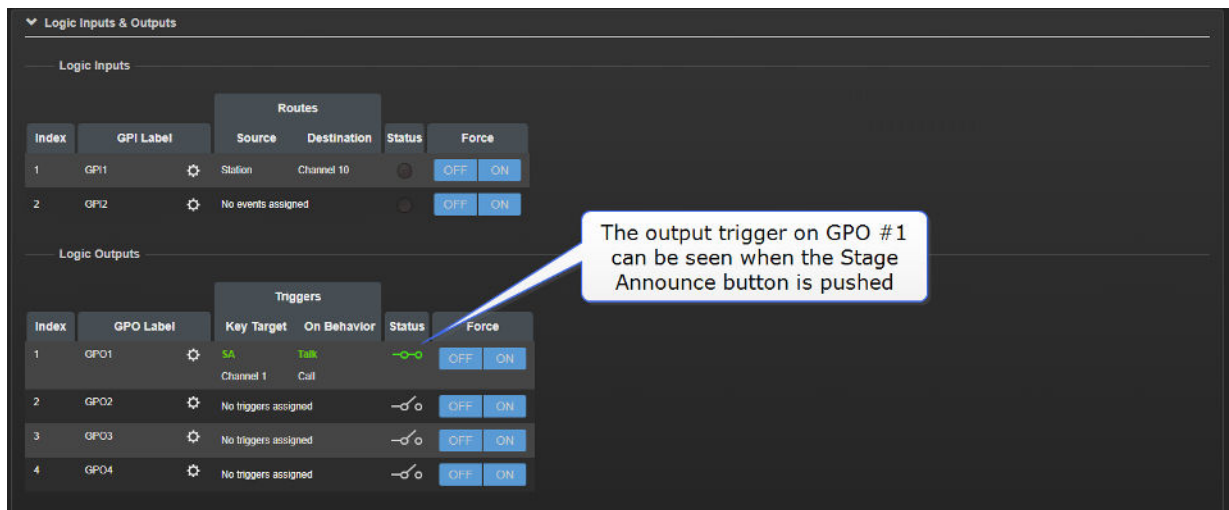 Logic Inputs & Outputs
Logic Inputs
Routes
Index GPI Label Source Destination Status Force
1 GPI1 Station Channel 10 OFF ON
2 GPI2 No events assigned OFF ON
The output trigger on GPO #1
can be seen when the Stage
Announce button is pushed
Logic Outputs
Triggers
Index GPO Label Key Target On Behavior Status Force
1 GPO1 SA Talk OFF ON
Channel 1 Call
2 GPO2 No triggers assigned OFF ON
3 GPO3 No triggers assigned OFF ON
4 GPO4 No triggers assigned OFF ON